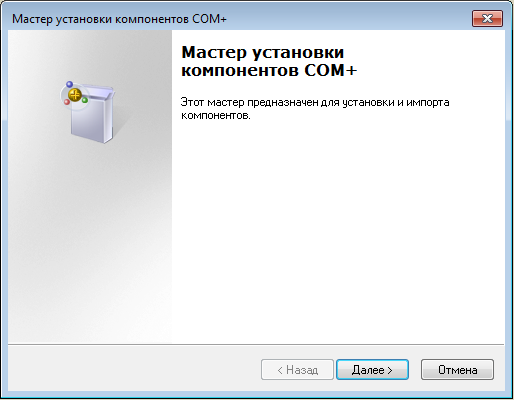 Мастер установки компонентов COM+
Мастер установки
компонентов COM+
Этот мастер предназначен для установки и импорта
компонентов.
< Назад
Далее >
Отмена